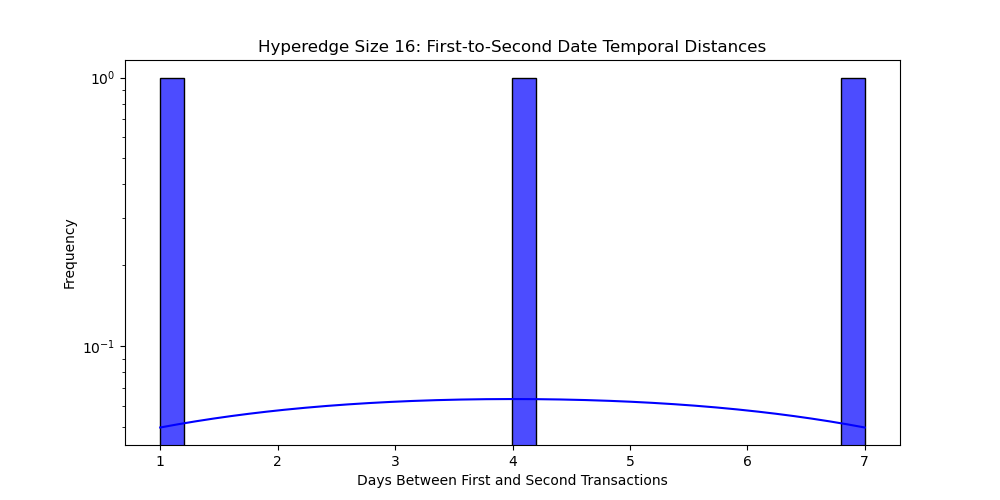 Hyperedge Size 16: First-to-Second Date Temporal Distances
Frequency
10⁰
10⁻¹
1 2 3 4 5 6 7
Days Between First and Second Transactions